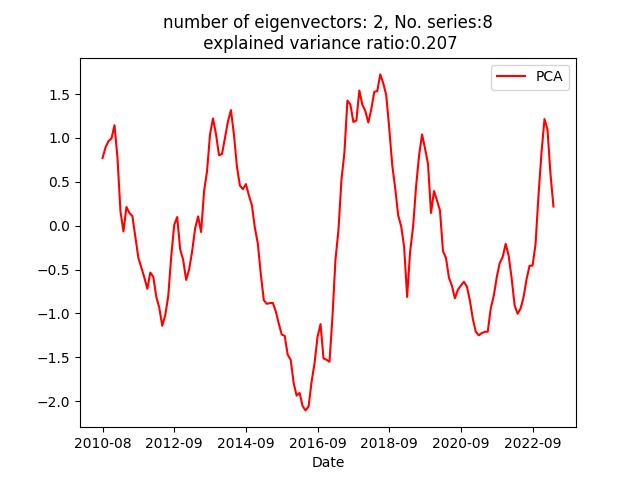 number of eigenvectors: 2, No. series:8
explained variance ratio:0.207
PCA
1.5
1.0
0.5
0.0
−0.5
−1.0
−1.5
−2.0
2010-08 2012-09 2014-09 2016-09 2018-09 2020-09 2022-09
Date